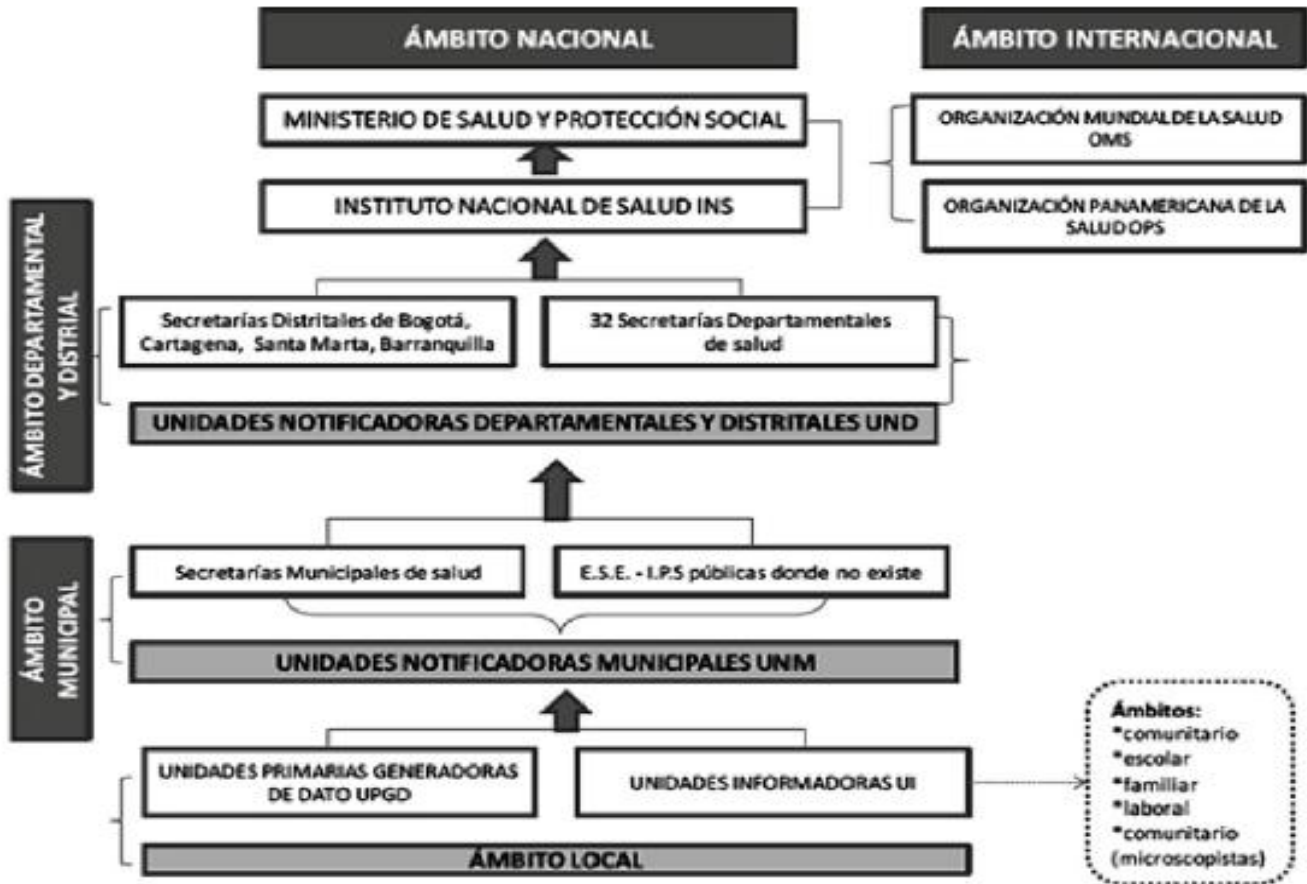 ÁMBITO NACIONAL
ÁMBITO INTERNACIONAL
MINISTERIO DE SALUD Y PROTECCIÓN SOCIAL
ORGANIZACIÓN MUNDIAL DE LA SALUD
OMS
INSTITUTO NACIONAL DE SALUD INS
ORGANIZACIÓN PANAMERICANA DE LA
SALUD OPS
ÁMBITO DEPARTAMENTAL
Y DISTRIAL
Secretarías Distritales de Bogotá,
Cartagena, Santa Marta, Barranquilla
32 Secretarías Departamentales
de salud
UNIDADES NOTIFICADORAS DEPARTAMENTALES Y DISTRITALES UND
ÁMBITO
MUNICIPAL
Secretarías Municipales de salud
E.S.E. - I.P.S públicas donde no existe
UNIDADES NOTIFICADORAS MUNICIPALES UNM
UNIDADES PRIMARIAS GENERADORAS
DE DATO UPGD
UNIDADES INFORMADORAS UI
Ámbitos:
*comunitario
*escolar
*familiar
*laboral
*comunitario
(microscopistas)
ÁMBITO LOCAL